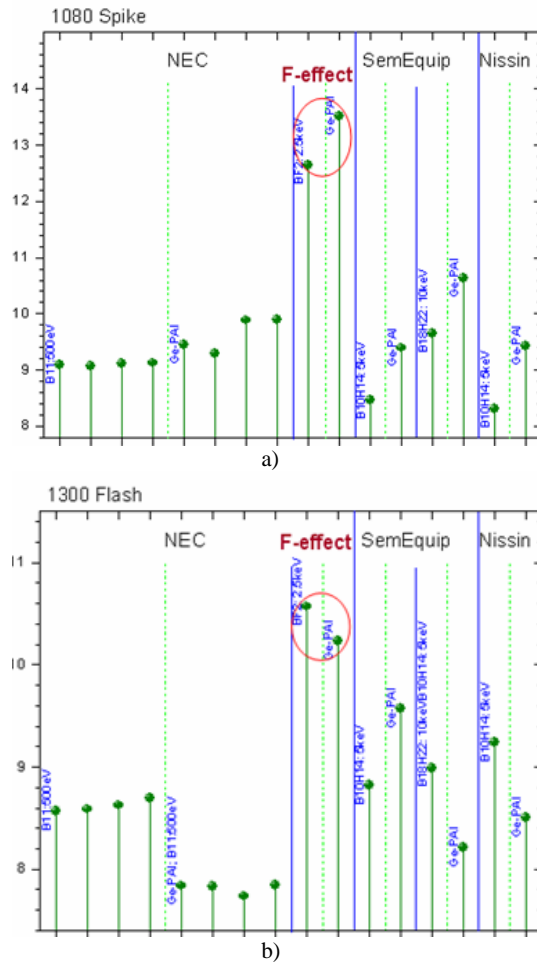 1080 Spike
NEC
F-effect
SemEquip
Nissin
14
13
12
11
10
9
8
B11:500eV
Ge-PAI
BF2: 2.5keV
Ge-PAI
B10H14: 5keV
Ge-PAI
B18H22: 10keV
Ge-PAI
B10H14: 5keV
Ge-PAI
a)
1300 Flash
NEC
F-effect
SemEquip
Nissin
11
10
9
8
B11:500eV
Ge-PAI; B11:500eV
BF2: 2.5keV
Ge-PAI
B10H14: 5keV
Ge-PAI
B18H22: 10keVB10H14: 5keV
Ge-PAI
B10H14: 5keV
Ge-PAI
b)